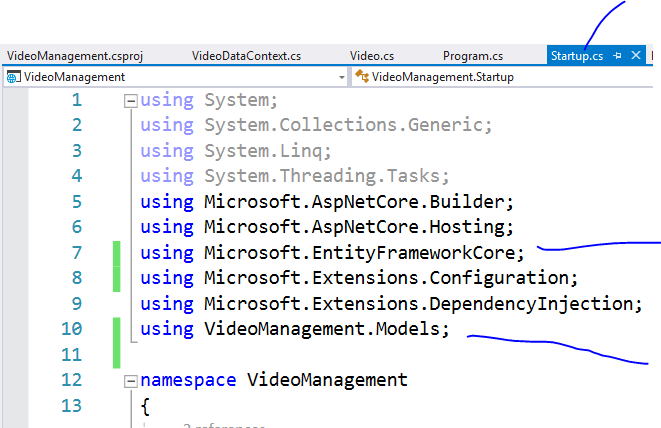 VideoManagement.csproj VideoDataContext.cs Video.cs Program.cs Startup.cs
VideoManagement VideoManagement.Startup
1 using System;
2 using System.Collections.Generic;
3 using System.Linq;
4 using System.Threading.Tasks;
5 using Microsoft.AspNetCore.Builder;
6 using Microsoft.AspNetCore.Hosting;
7 using Microsoft.EntityFrameworkCore;
8 using Microsoft.Extensions.Configuration;
9 using Microsoft.Extensions.DependencyInjection;
10 using VideoManagement.Models;
11
12 namespace VideoManagement
13 {